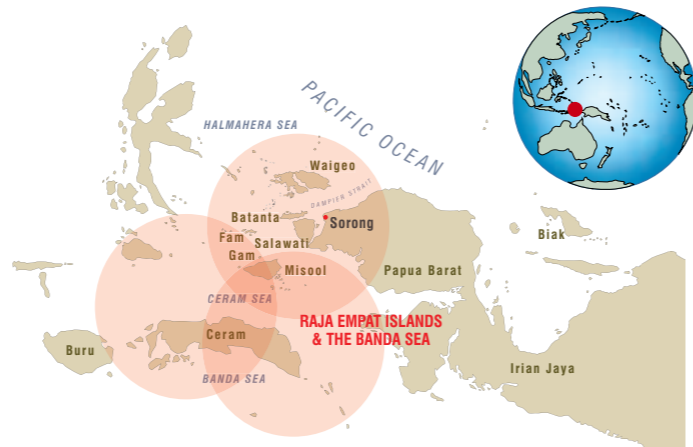 PACIFIC OCEAN
HALMAHERA SEA
Waigeo
DAMPIER STRAIT
Batanta
Sorong
Fam
Salawati
Gam
Biak
Misool
Papua Barat
CERAM SEA
RAJA EMPAT ISLANDS
& THE BANDA SEA
Ceram
Buru
Irian Jaya
BANDA SEA